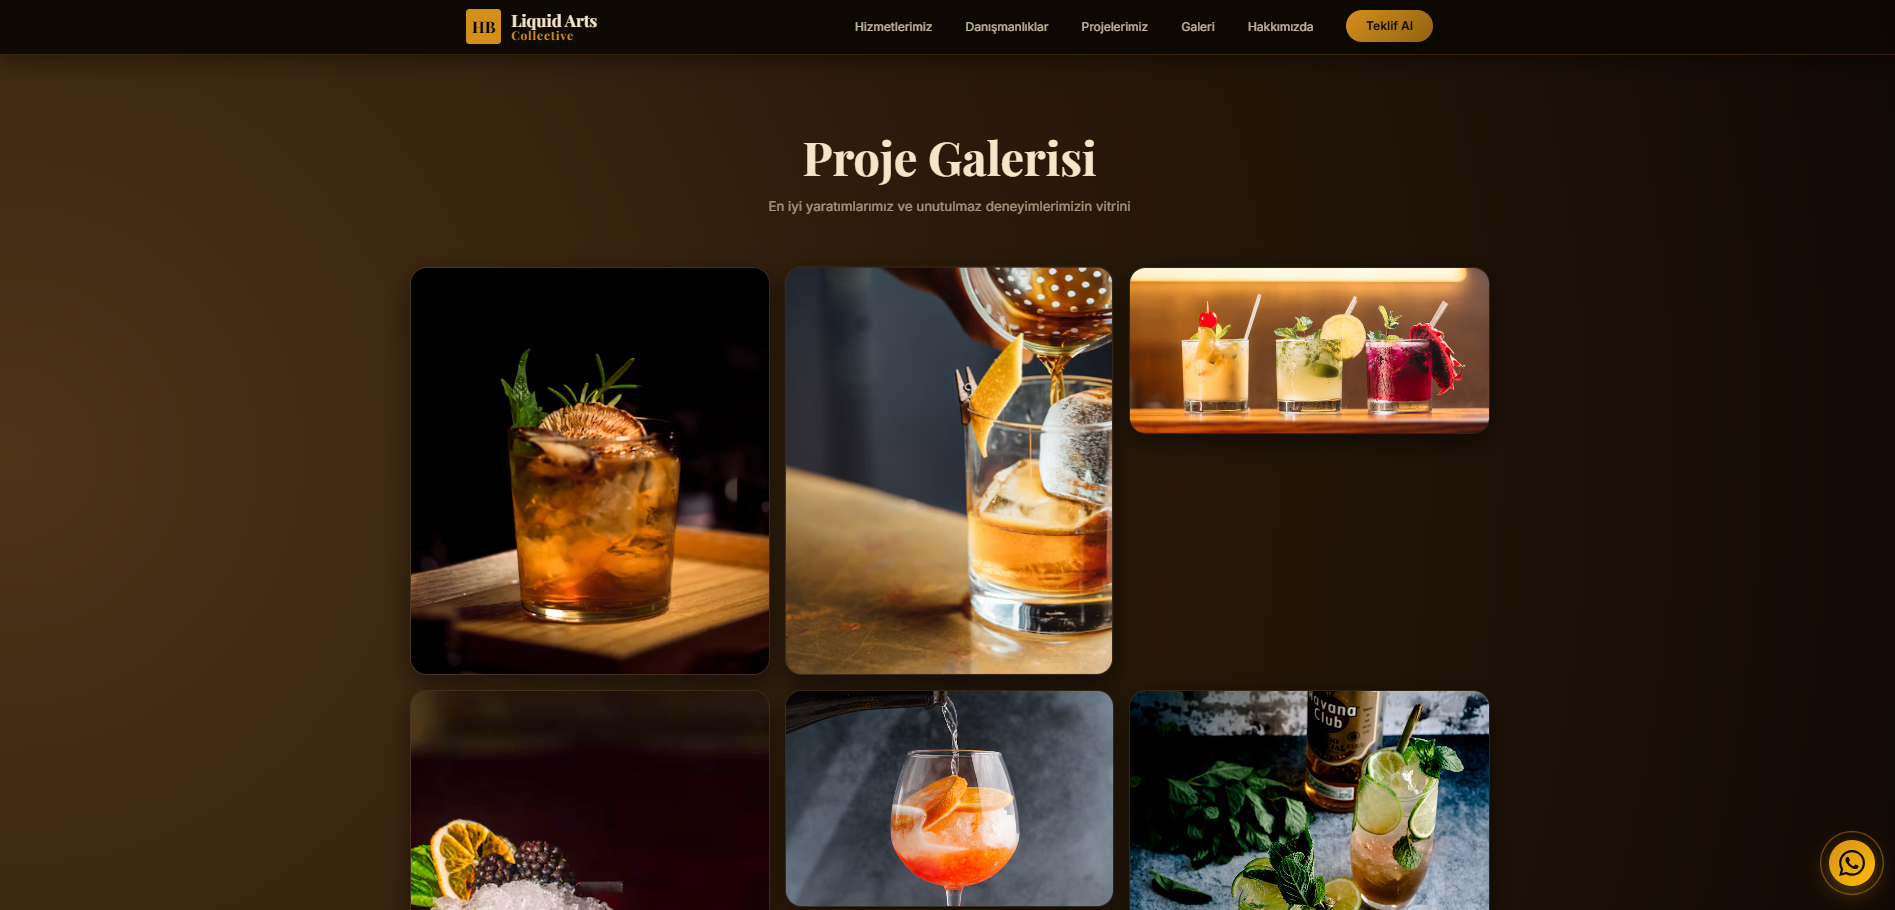 HB
Liquid Arts
Collective
Hizmetlerimiz
Danışmanlıklar
Projelerimiz
Galeri
Hakkımızda
Teklif Al
Proje Galerisi
En iyi yaratımlarımız ve unutulmaz deneyimlerimizin vitrini
avana
Club